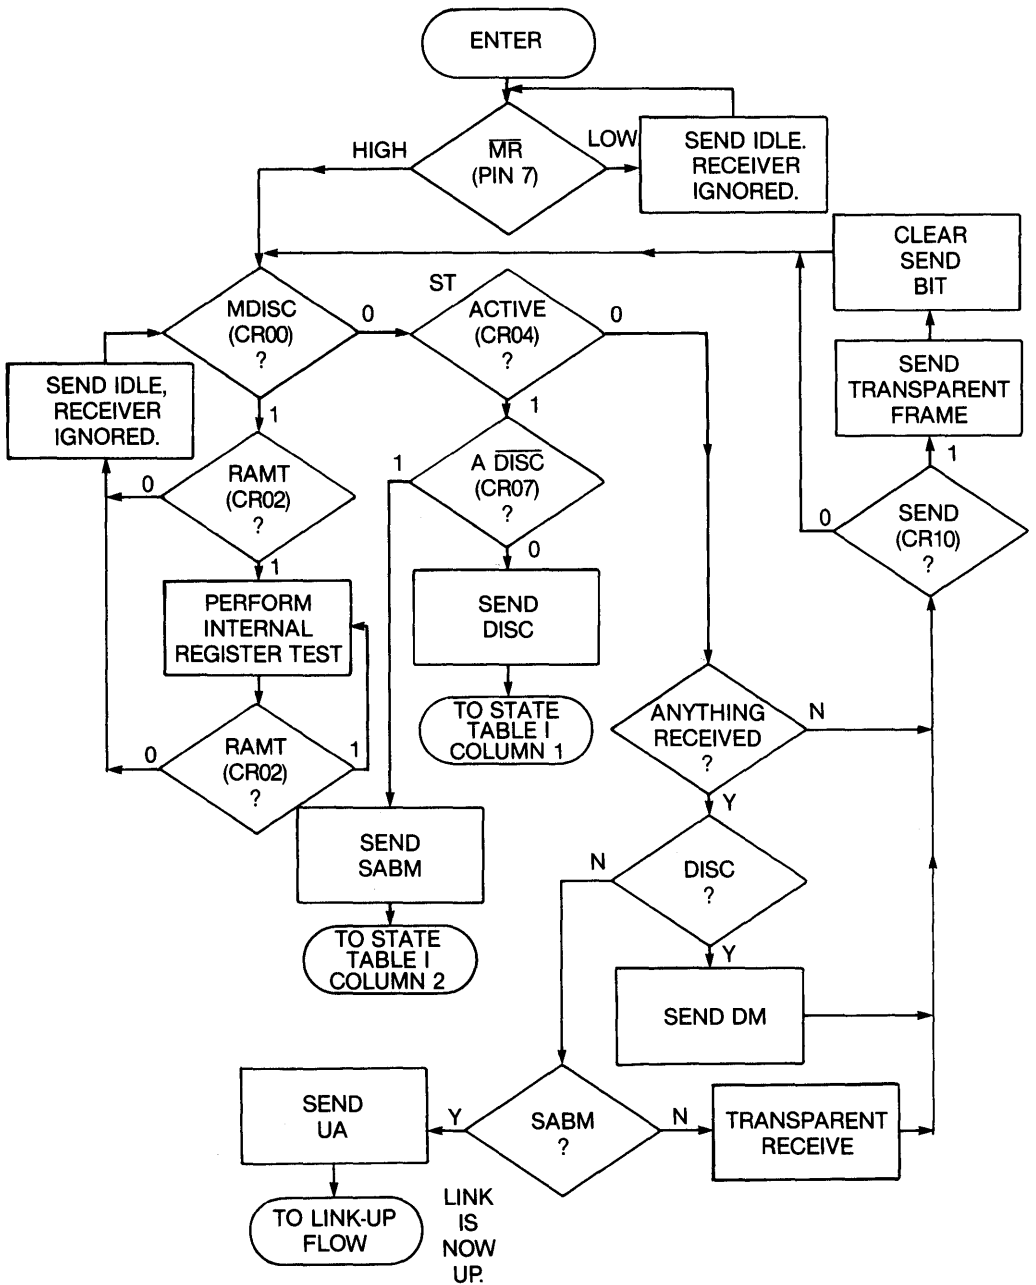 ENTER
HIGH
M̅R̅
(PIN 7)
LOW
SEND IDLE.
RECEIVER
IGNORED.
CLEAR
SEND
BIT
MDISC
(CR00)
?
0
1
ST
ACTIVE
(CR04)
?
0
1
SEND
TRANSPARENT
FRAME
SEND IDLE,
RECEIVER
IGNORED.
RAMT
(CR02)
?
0
1
A D̅I̅S̅C̅
(CR07)
?
1
0
1
SEND
(CR10)
?
0
PERFORM
INTERNAL
REGISTER TEST
SEND
DISC
RAMT
(CR02)
?
0
1
TO STATE
TABLE I
COLUMN 1
ANYTHING
RECEIVED
?
N
Y
SEND
SABM
DISC
?
N
Y
TO STATE
TABLE I
COLUMN 2
SEND DM
SEND
UA
Y
SABM
?
N
TRANSPARENT
RECEIVE
TO LINK-UP
FLOW
LINK
IS
NOW
UP.